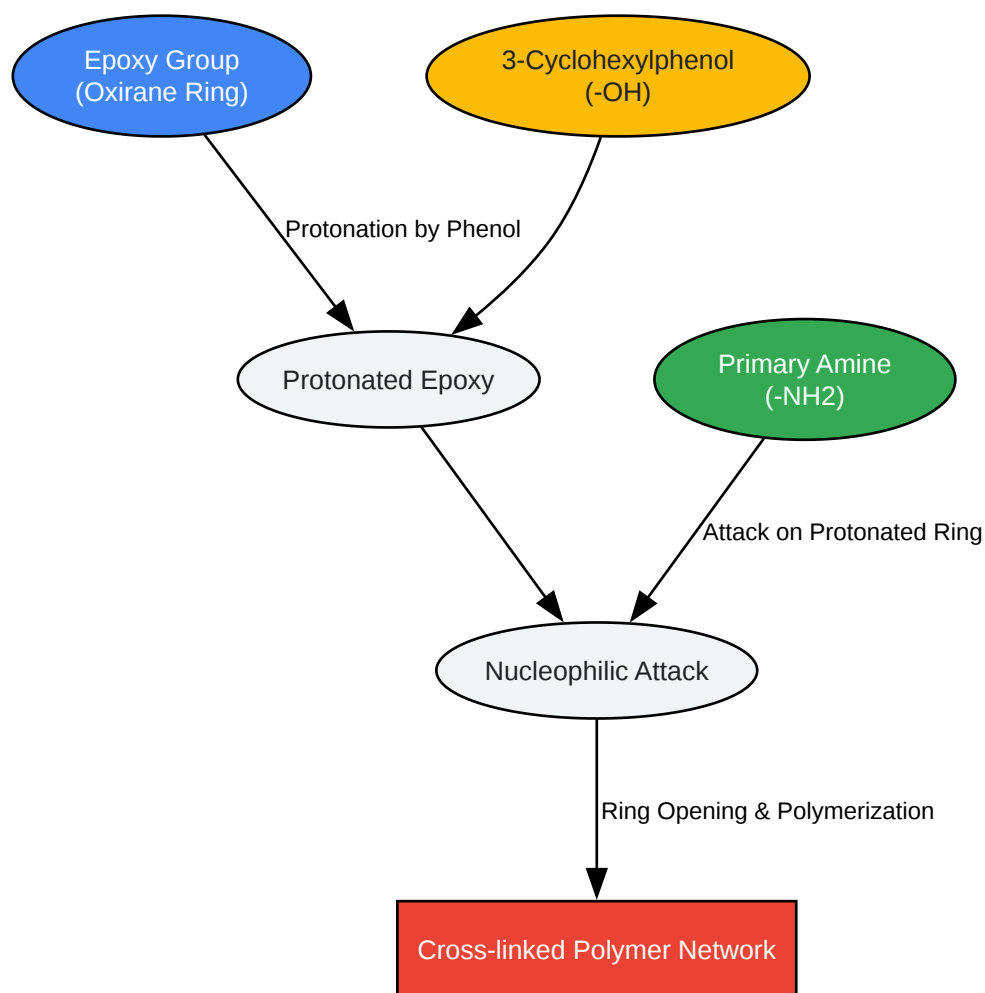 Epoxy Group
(Oxirane Ring)
3-Cyclohexylphenol
(-OH)
Protonation by Phenol
Protonated Epoxy
Primary Amine
(-NH2)
Attack on Protonated Ring
Nucleophilic Attack
Ring Opening & Polymerization
Cross-linked Polymer Network